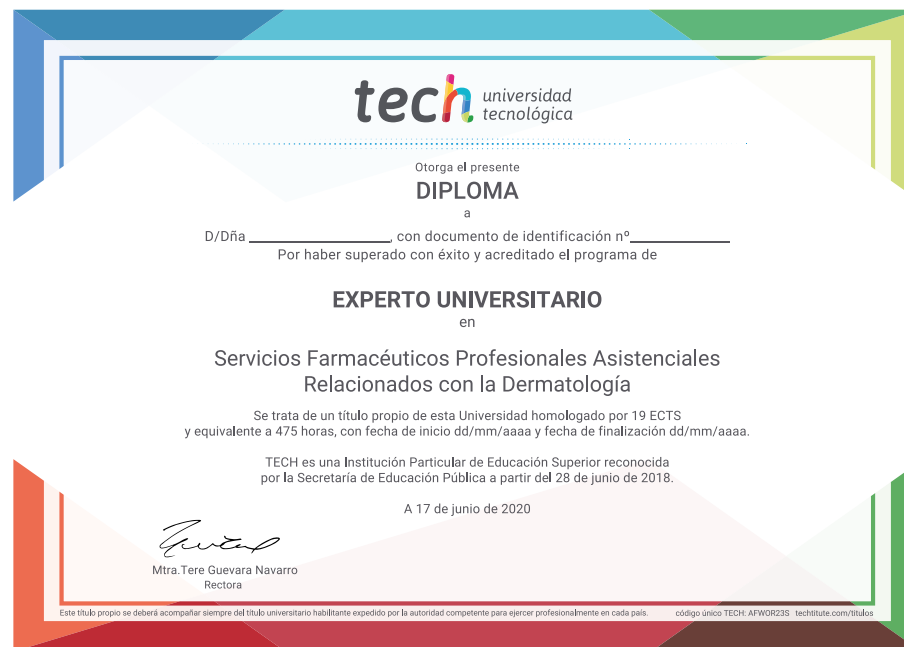 tech universidad
tecnológica
Otorga el presente
DIPLOMA
a
D/Dña , con documento de identificación nº
Por haber superado con éxito y acreditado el programa de
EXPERTO UNIVERSITARIO
en
Servicios Farmacéuticos Profesionales Asistenciales
Relacionados con la Dermatología
Se trata de un título propio de esta Universidad homologado por 19 ECTS
y equivalente a 475 horas, con fecha de inicio dd/mm/aaaa y fecha de finalización dd/mm/aaaa.
TECH es una Institución Particular de Educación Superior reconocida
por la Secretaría de Educación Pública a partir del 28 de junio de 2018.
A 17 de junio de 2020
Mtra.Tere Guevara Navarro
Rectora
Este título propio se deberá acompañar siempre del título universitario habilitante expedido por la autoridad competente para ejercer profesionalmente en cada país. código único TECH: AFWOR23S techtitute.com/titulos